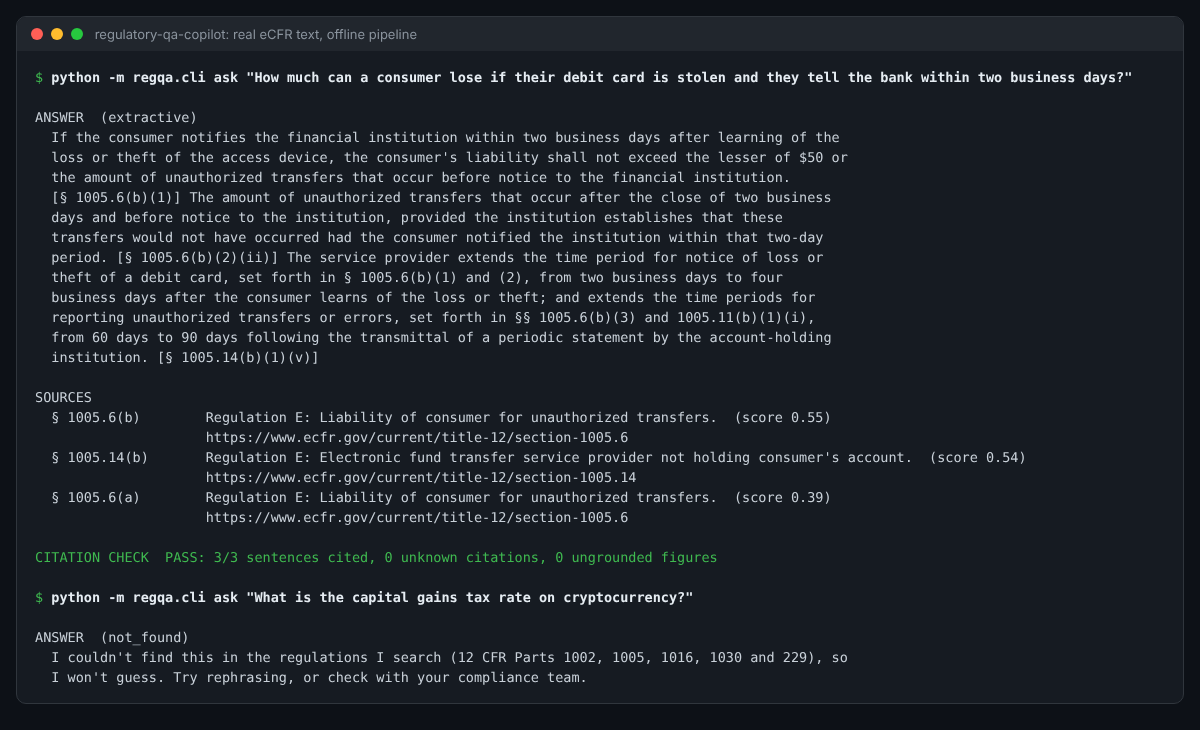 regulatory-qa-copilot: real eCFR text, offline pipeline
$ python -m regqa.cli ask "How much can a consumer lose if their debit card is stolen and they tell the bank within two business days?"
ANSWER  (extractive)
If the consumer notifies the financial institution within two business days after learning of the
loss or theft of the access device, the consumer's liability shall not exceed the lesser of $50 or
the amount of unauthorized transfers that occur before notice to the financial institution.
[§ 1005.6(b)(1)] The amount of unauthorized transfers that occur after the close of two business
days and before notice to the institution, provided the institution establishes that these
transfers would not have occurred had the consumer notified the institution within that two-day
period. [§ 1005.6(b)(2)(ii)] The service provider extends the time period for notice of loss or
theft of a debit card, set forth in § 1005.6(b)(1) and (2), from two business days to four
business days after the consumer learns of the loss or theft; and extends the time periods for
reporting unauthorized transfers or errors, set forth in §§ 1005.6(b)(3) and 1005.11(b)(1)(i),
from 60 days to 90 days following the transmittal of a periodic statement by the account-holding
institution. [§ 1005.14(b)(1)(v)]
SOURCES
§ 1005.6(b)  Regulation E: Liability of consumer for unauthorized transfers.  (score 0.55)
https://www.ecfr.gov/current/title-12/section-1005.6
§ 1005.14(b)  Regulation E: Electronic fund transfer service provider not holding consumer's account.  (score 0.54)
https://www.ecfr.gov/current/title-12/section-1005.14
§ 1005.6(a)  Regulation E: Liability of consumer for unauthorized transfers.  (score 0.39)
https://www.ecfr.gov/current/title-12/section-1005.6
CITATION CHECK  PASS: 3/3 sentences cited, 0 unknown citations, 0 ungrounded figures
$ python -m regqa.cli ask "What is the capital gains tax rate on cryptocurrency?"
ANSWER  (not_found)
I couldn't find this in the regulations I search (12 CFR Parts 1002, 1005, 1016, 1030 and 229), so
I won't guess. Try rephrasing, or check with your compliance team.